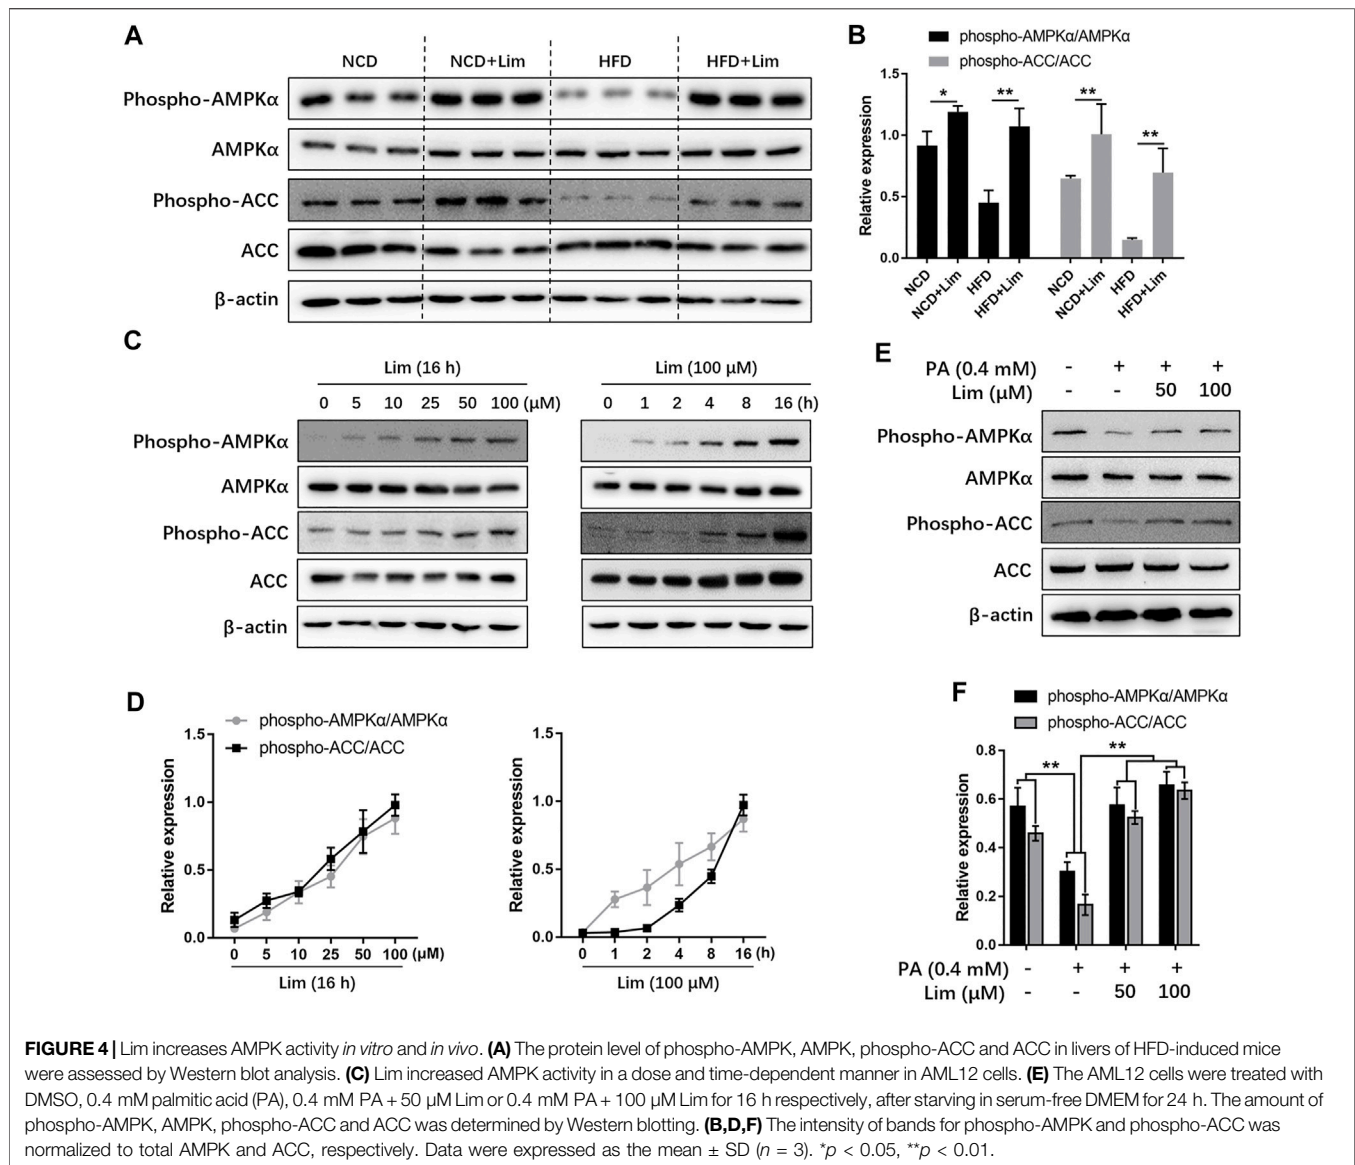 A
NCD NCD+Lim HFD HFD+Lim
Phospho-AMPKα
AMPKα
Phospho-ACC
ACC
β-actin
B
phospho-AMPKα/AMPKα
phospho-ACC/ACC
Relative expression
1.5
1.0
0.5
0.0
* ** ** **
NCD NCD+Lim HFD HFD+Lim NCD NCD+Lim HFD HFD+Lim
C
Lim (16 h)
0 5 10 25 50 100 (μM)
Lim (100 μM)
0 1 2 4 8 16 (h)
Phospho-AMPKα
AMPKα
Phospho-ACC
ACC
β-actin
E
PA (0.4 mM) - + + +
Lim (μM) - - 50 100
Phospho-AMPKα
AMPKα
Phospho-ACC
ACC
β-actin
D
phospho-AMPKα/AMPKα
phospho-ACC/ACC
Relative expression
1.5
1.0
0.5
0.0
0 5 10 25 50 100 (μM)
Lim (16 h)
Relative expression
1.5
1.0
0.5
0.0
0 1 2 4 8 16 (h)
Lim (100 μM)
F
phospho-AMPKα/AMPKα
phospho-ACC/ACC
Relative expression
0.8
0.6
0.4
0.2
0.0
** **
PA (0.4 mM) - + + +
Lim (μM) - - 50 100
FIGURE 4 | Lim increases AMPK activity in vitro and in vivo. (A) The protein level of phospho-AMPK, AMPK, phospho-ACC and ACC in livers of HFD-induced mice
were assessed by Western blot analysis. (C) Lim increased AMPK activity in a dose and time-dependent manner in AML12 cells. (E) The AML12 cells were treated with
DMSO, 0.4 mM palmitic acid (PA), 0.4 mM PA + 50 μM Lim or 0.4 mM PA + 100 μM Lim for 16 h respectively, after starving in serum-free DMEM for 24 h. The amount of
phospho-AMPK, AMPK, phospho-ACC and ACC was determined by Western blotting. (B,D,F) The intensity of bands for phospho-AMPK and phospho-ACC was
normalized to total AMPK and ACC, respectively. Data were expressed as the mean ± SD (n = 3). *p < 0.05, **p < 0.01.